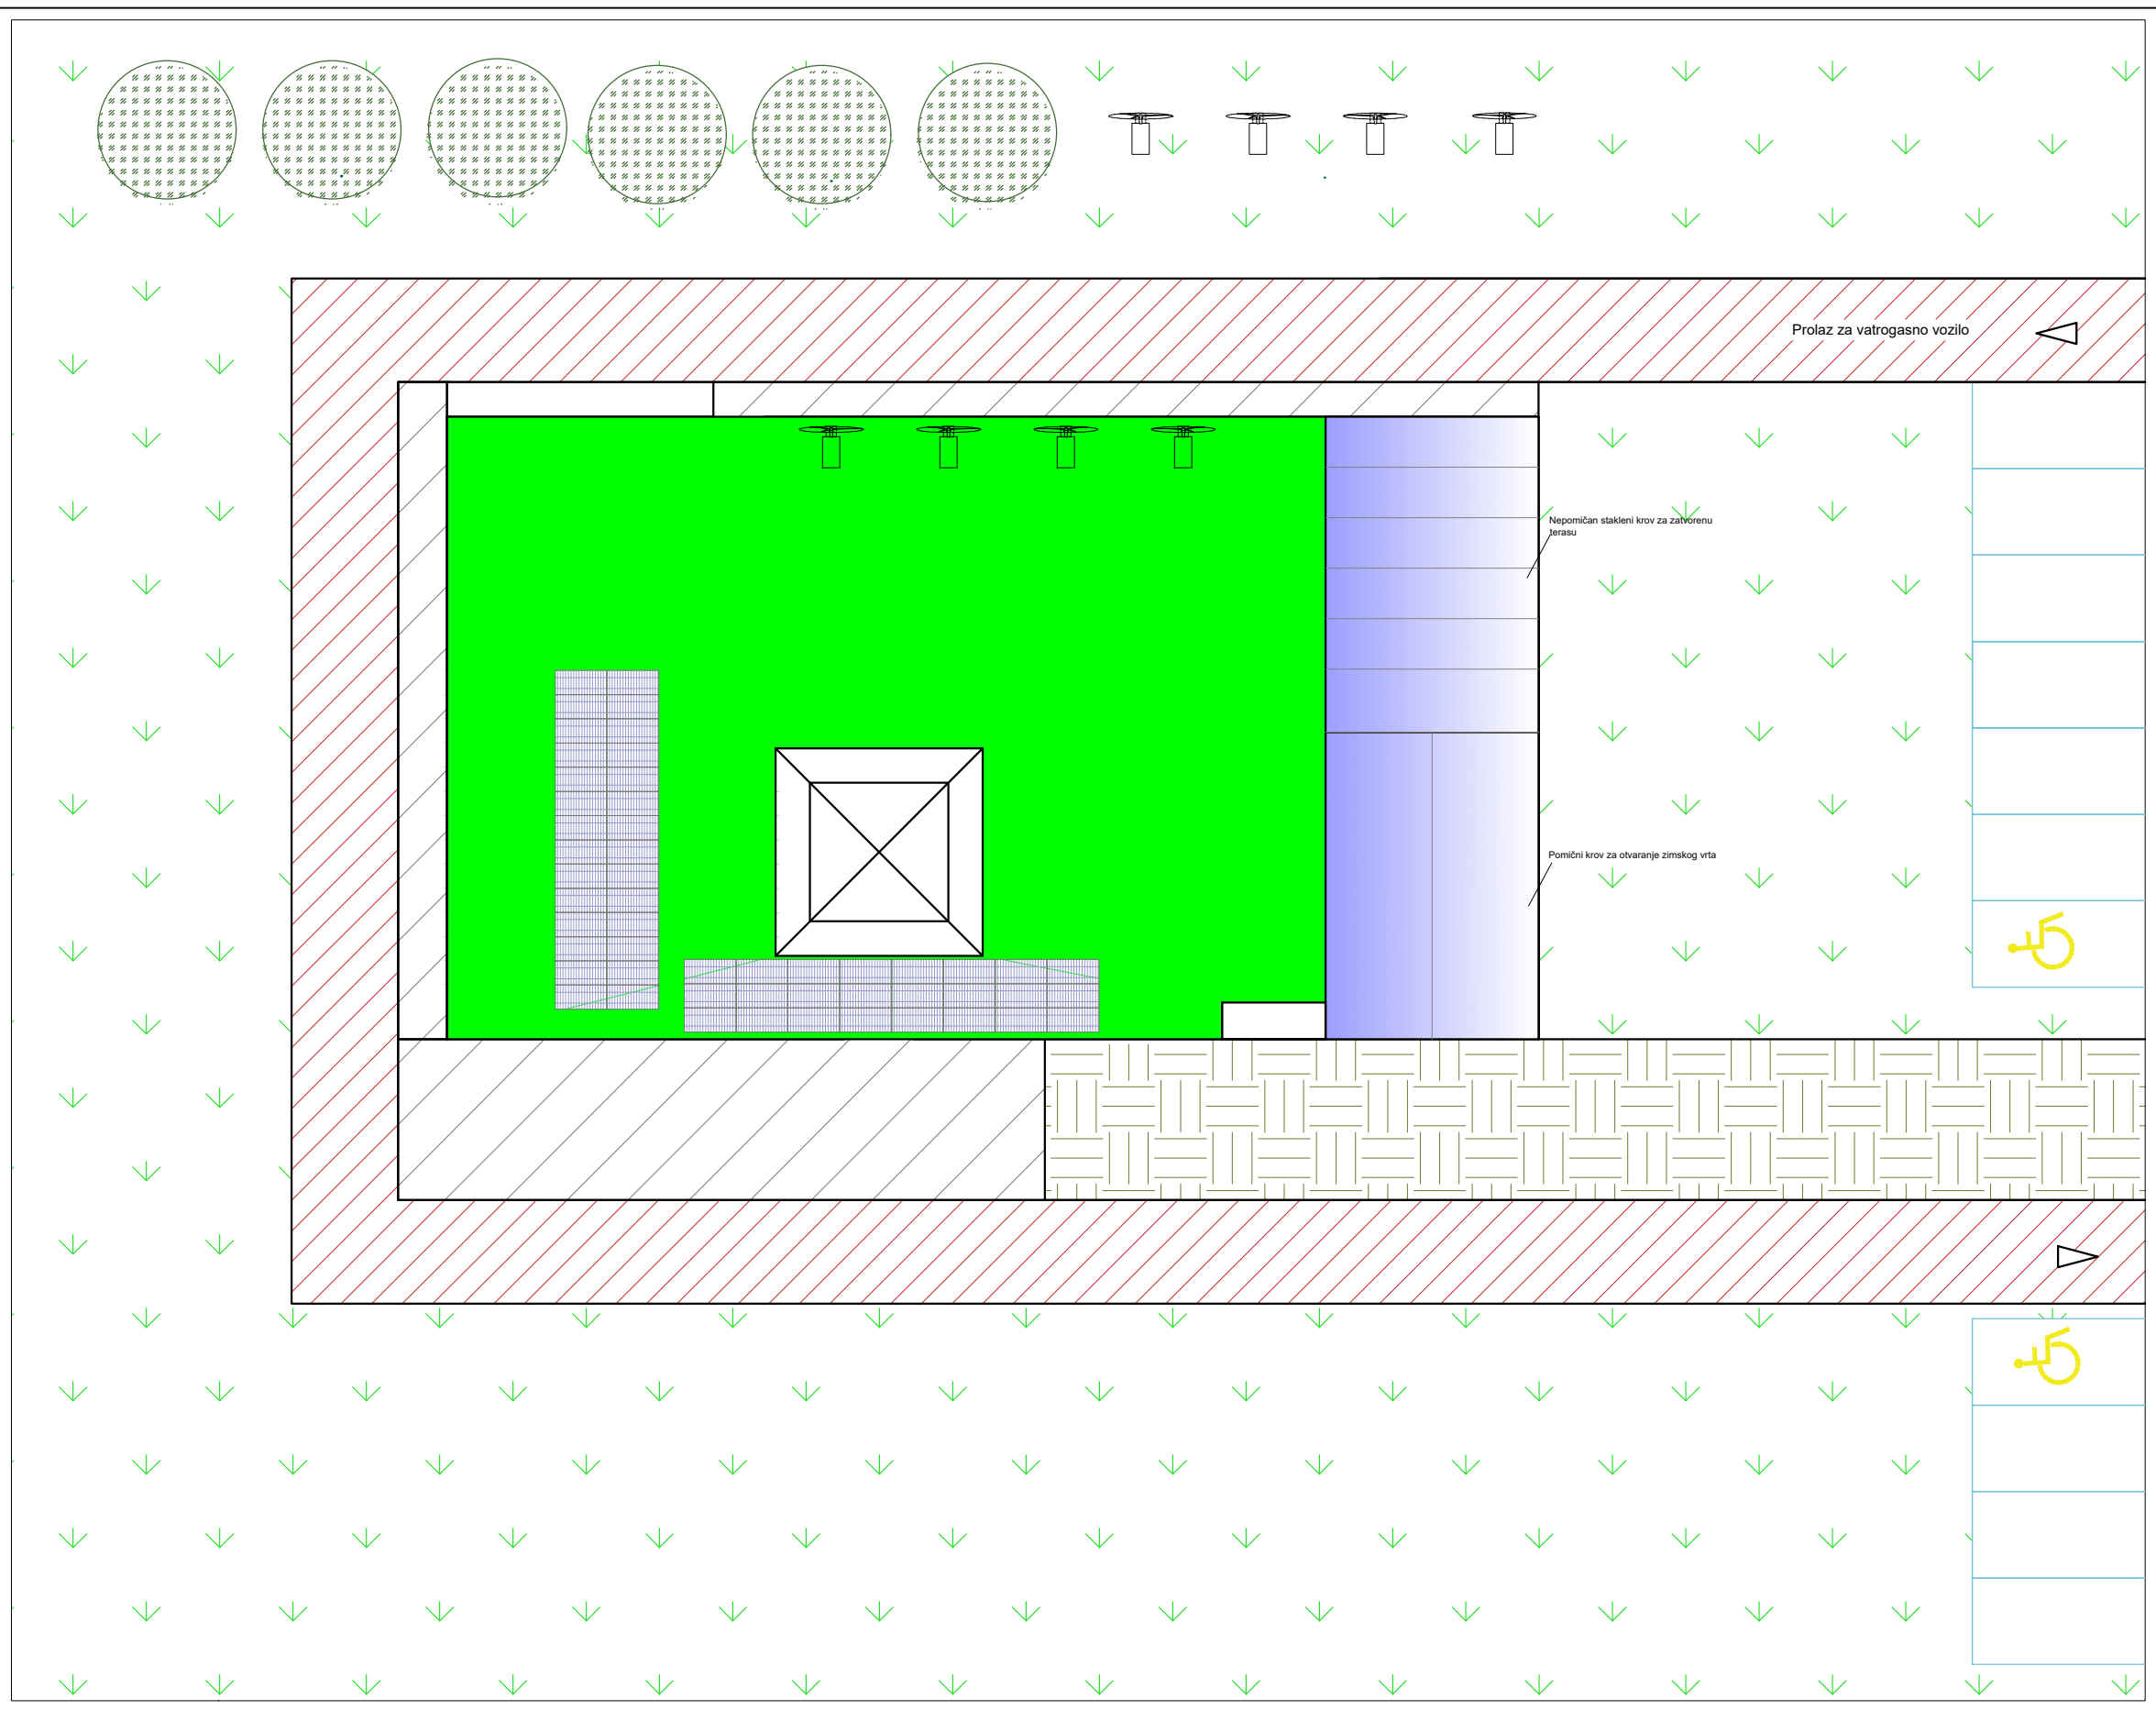 Prolaz za vatrogasno vozilo
Nepomičan stakleni krov za zatvorenu
terasu
Pomični krov za otvaranje zimskog vrta